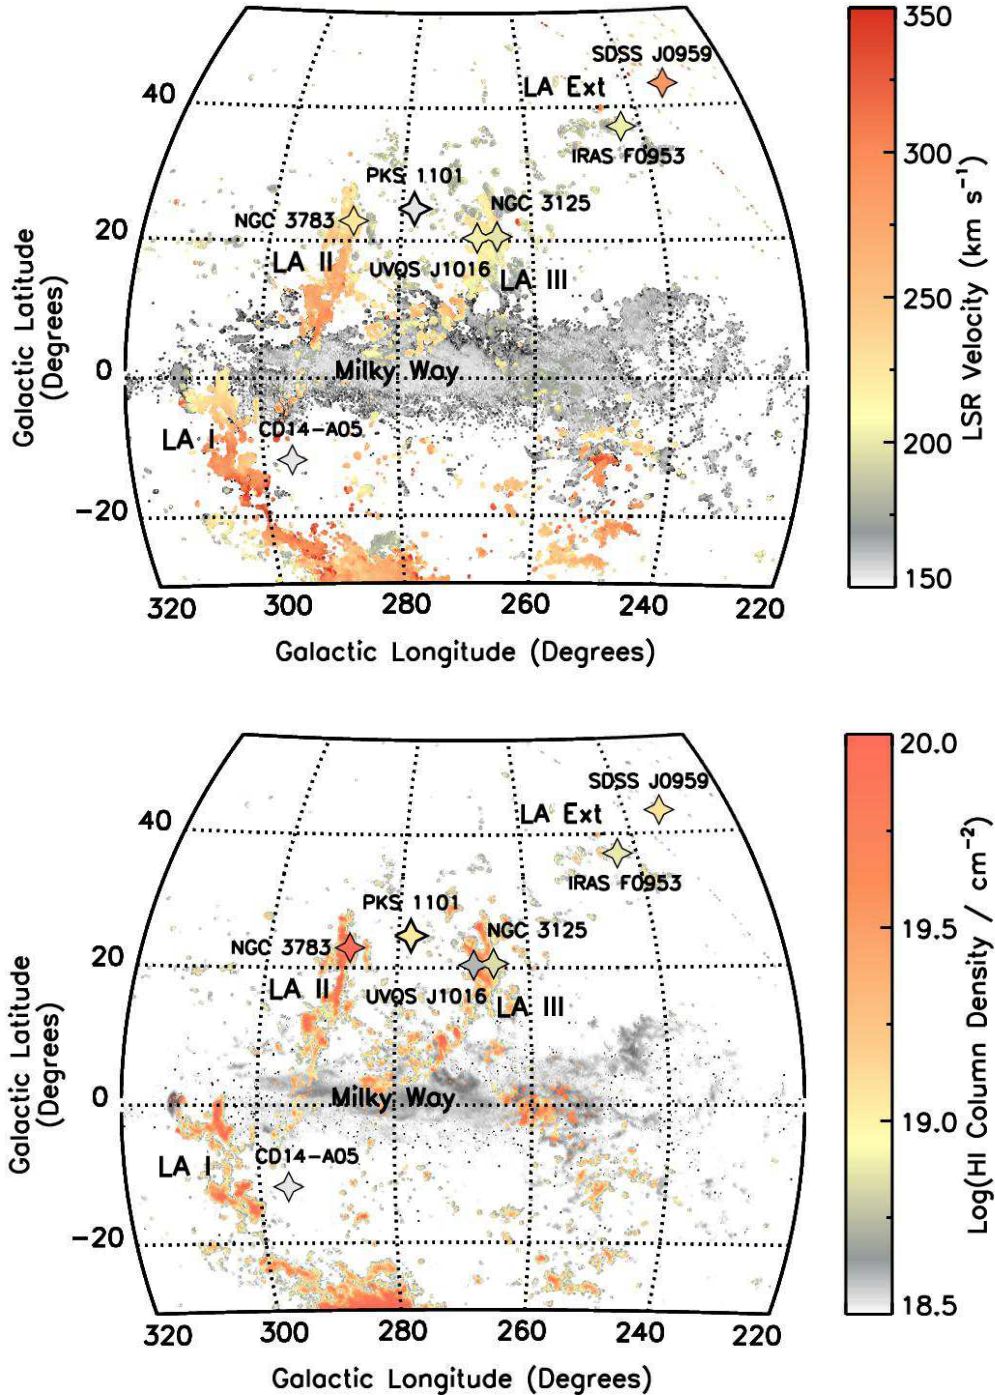 SDSS J0959
LA Ext
40
IRAS F0953
PKS 1101
NGC 3783
NGC 3125
20
LA II
UVQS J1016
LA III
0
Milky Way
LA I
CD14-A05
-20
320 300 280 260 240 220
Galactic Longitude (Degrees)
Galactic Latitude
(Degrees)
350
300
250
200
150
LSR Velocity (km s⁻¹)
SDSS J0959
LA Ext
40
IRAS F0953
PKS 1101
NGC 3783
NGC 3125
20
LA II
UVQS J1016
LA III
0
Milky Way
CD14-A05
LA I
-20
320 300 280 260 240 220
Galactic Longitude (Degrees)
Galactic Latitude
(Degrees)
20.0
19.5
19.0
18.5
Log(HI Column Density / cm⁻²)